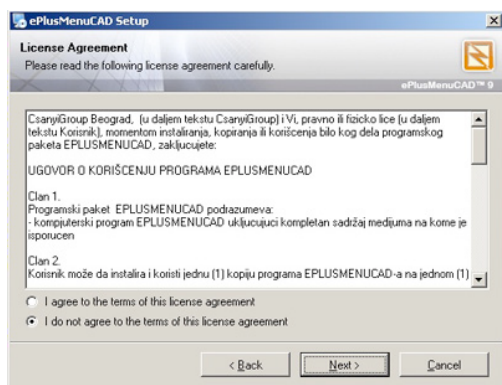 ePlusMenuCAD Setup
License Agreement
Please read the following license agreement carefully.
ePlusMenuCAD™ 9
CsanyiGroup Beograd, (u daljem tekstu CsanyiGroup) i Vi, pravno ili fizicko lice (u daljem
tekstu Korisnik), momentom instaliranja, kopiranja ili korišcenja bilo kog dela programskog
paketa EPLUSMENUCAD, zakljucujete:
UGOVOR O KORIŠCENJU PROGRAMA EPLUSMENUCAD
Clan 1.
Programski paket EPLUSMENUCAD podrazumeva:
- kompjuterski program EPLUSMENUCAD ukljucujuci kompletan sadržaj medijuma na kome je
isporucen
Clan 2.
Korisnik može da instalira i koristi jednu (1) kopiju programa EPLUSMENUCAD-a na jednom (1)
I agree to the terms of this license agreement
I do not agree to the terms of this license agreement
< Back
Next >
Cancel